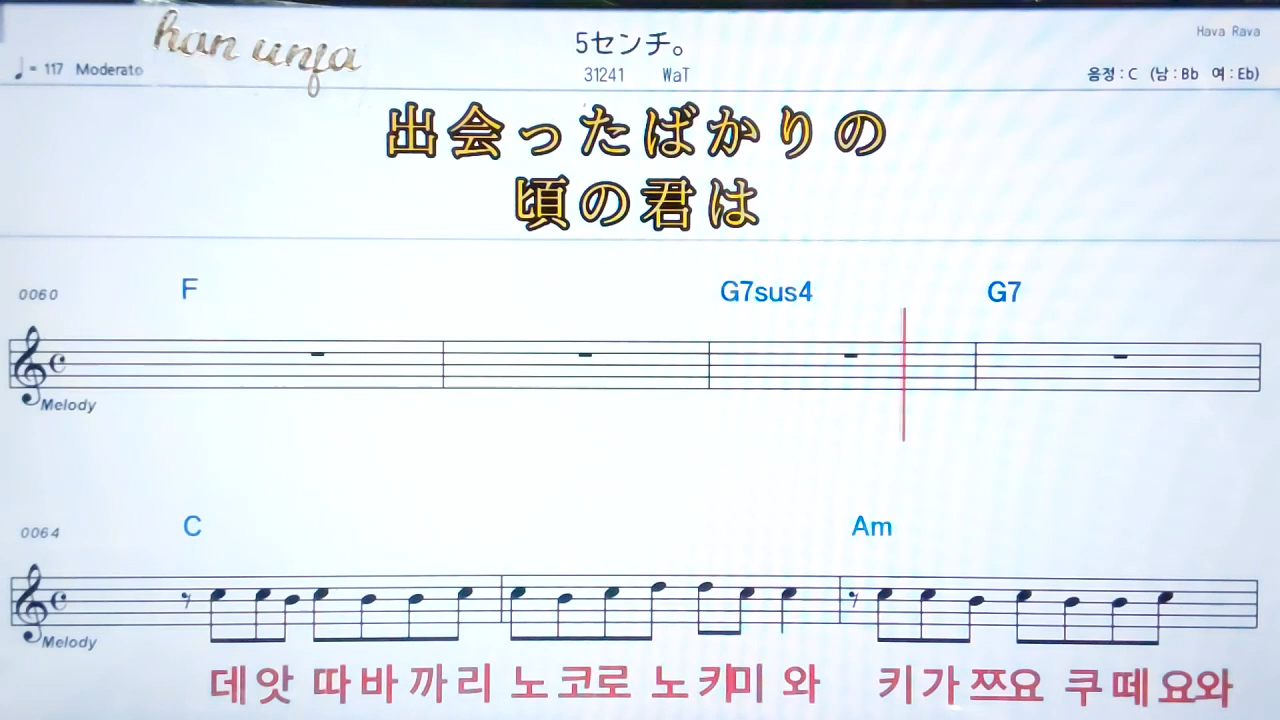 han unfa
5センチ。
Hava Rava
♩= 117 Moderato
31241 WaT
음정 : C (남 : Bb 여 : Eb)
出会ったばかりの
頃の君は
F G7sus4 G7
0060
Melody
C Am
0064
Melody
데앗 따바까리 노코로 노키미 와 키가쯔요 쿠떼요와